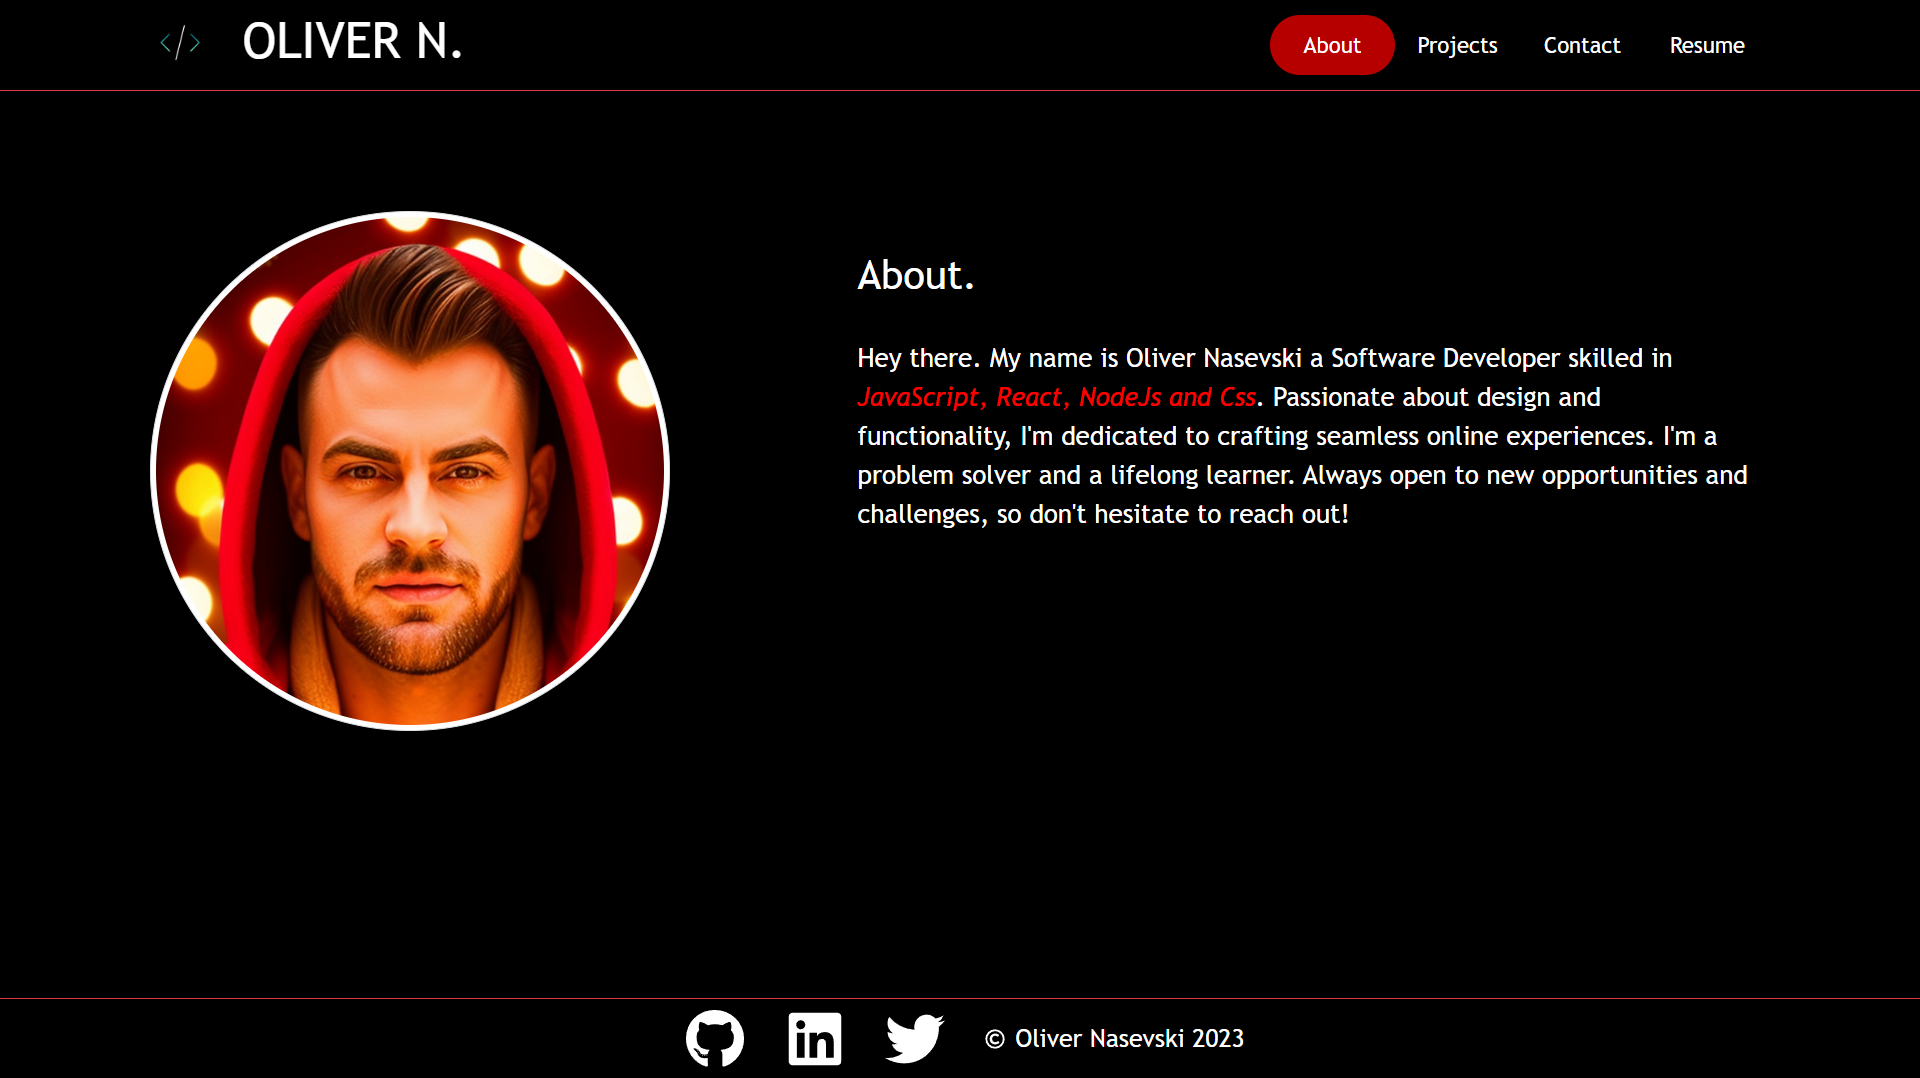 </> OLIVER N.
About Projects Contact Resume
About.
Hey there. My name is Oliver Nasevski a Software Developer skilled in
JavaScript, React, NodeJs and Css. Passionate about design and
functionality, I'm dedicated to crafting seamless online experiences. I'm a
problem solver and a lifelong learner. Always open to new opportunities and
challenges, so don't hesitate to reach out!
in
© Oliver Nasevski 2023